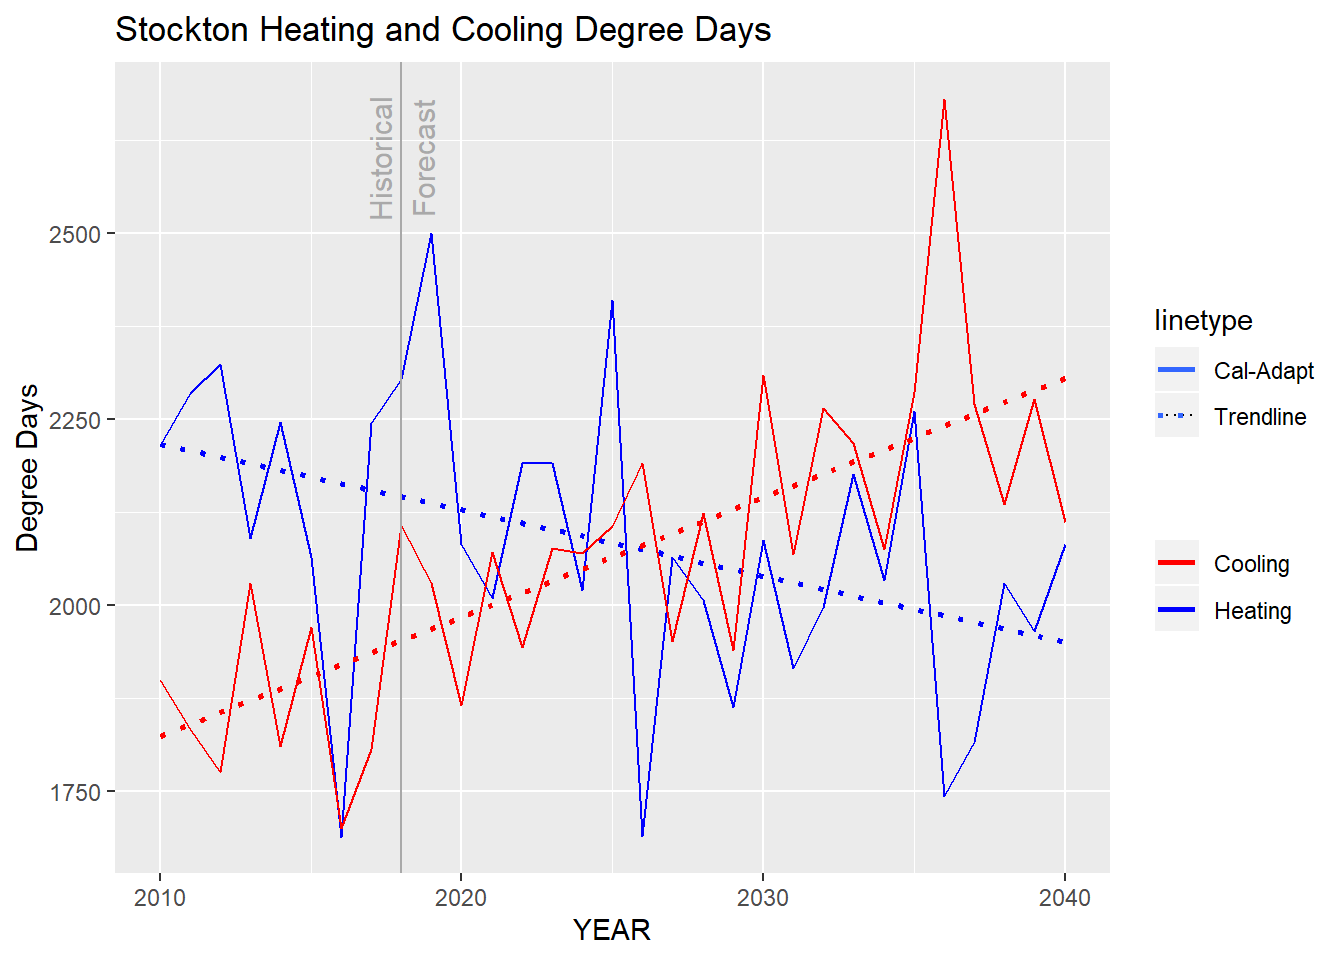 Stockton Heating and Cooling Degree Days
Historical
Forecast
2500
2250
2000
1750
Degree Days
2010
2020
2030
2040
YEAR
linetype
Cal-Adapt
Trendline
Cooling
Heating